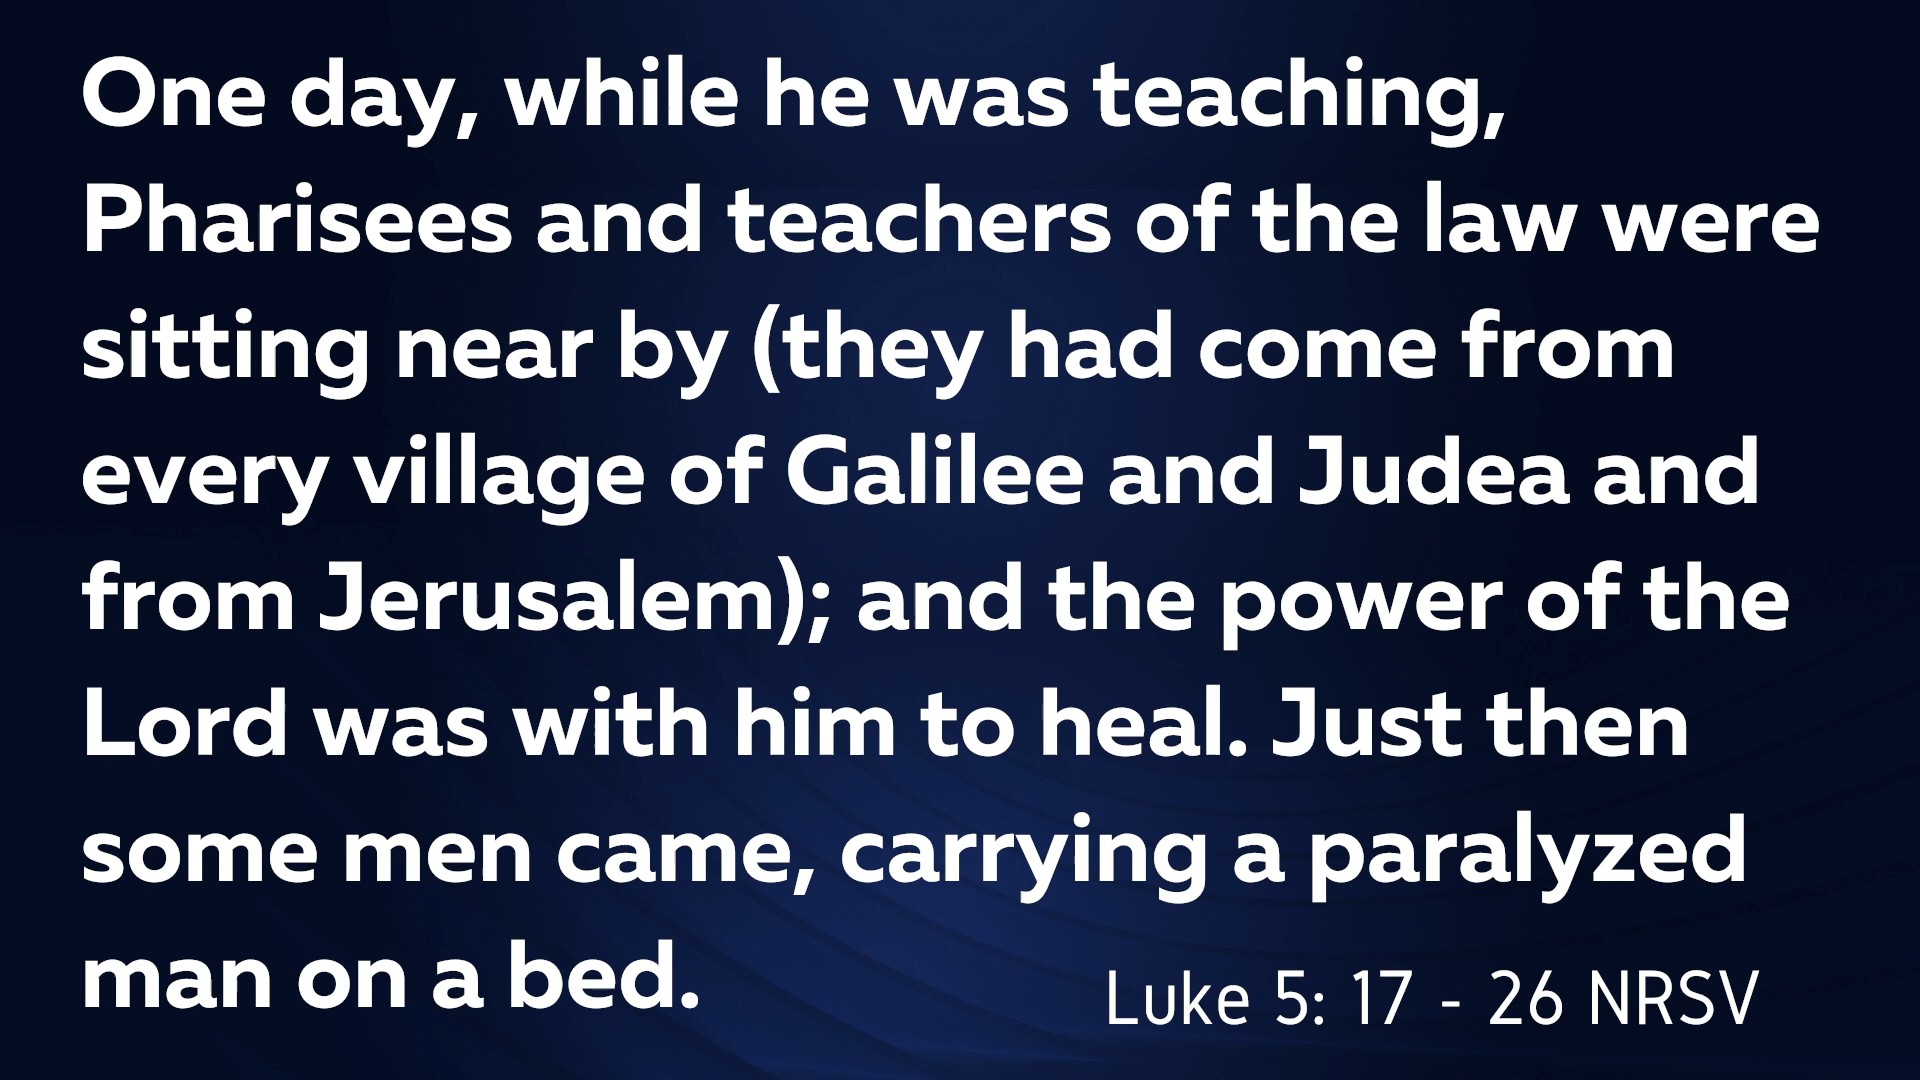 One day, while he was teaching,
Pharisees and teachers of the law were
sitting near by (they had come from
every village of Galilee and Judea and
from Jerusalem); and the power of the
Lord was with him to heal. Just then
some men came, carrying a paralyzed
man on a bed.
Luke 5: 17 - 26 NRSV